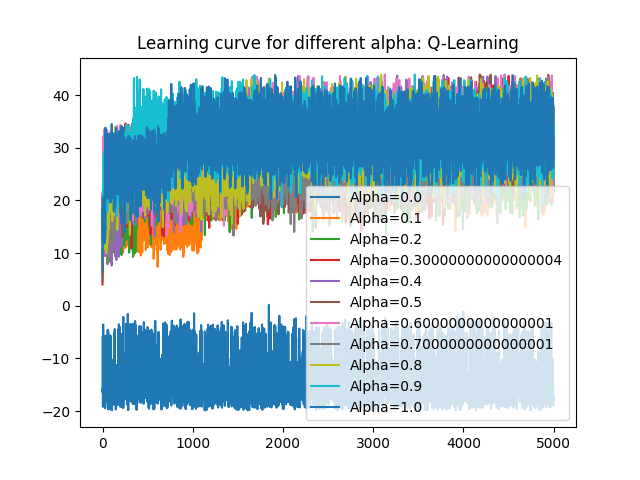 Learning curve for different alpha: Q-Learning
40
30
20
10
0
−10
−20
0
1000
2000
3000
4000
5000
Alpha=0.0
Alpha=0.1
Alpha=0.2
Alpha=0.30000000000000004
Alpha=0.4
Alpha=0.5
Alpha=0.6000000000000001
Alpha=0.7000000000000001
Alpha=0.8
Alpha=0.9
Alpha=1.0